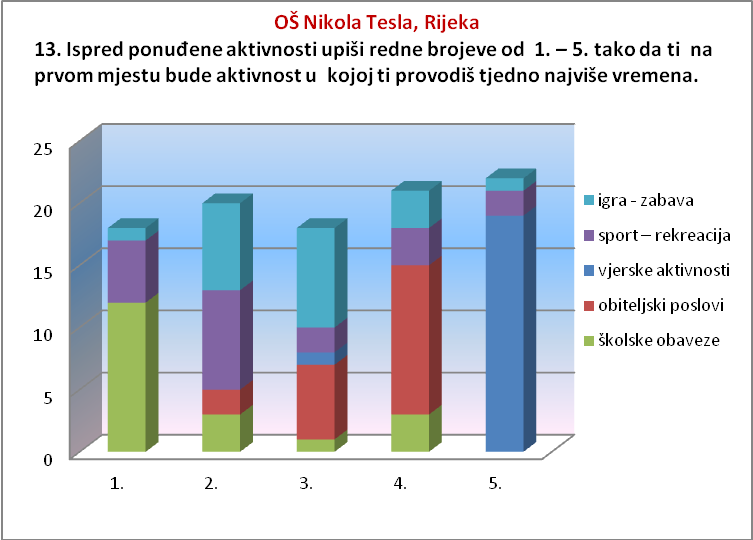 OŠ Nikola Tesla, Rijeka
13. Ispred ponuđene aktivnosti upiši redne brojeve od 1. – 5. tako da ti na
prvom mjestu bude aktivnost u kojoj ti provodiš tjedno najviše vremena.
25
20
15
10
5
0
1. 2. 3. 4. 5.
igra - zabava
sport – rekreacija
vjerske aktivnosti
obiteljski poslovi
školske obaveze